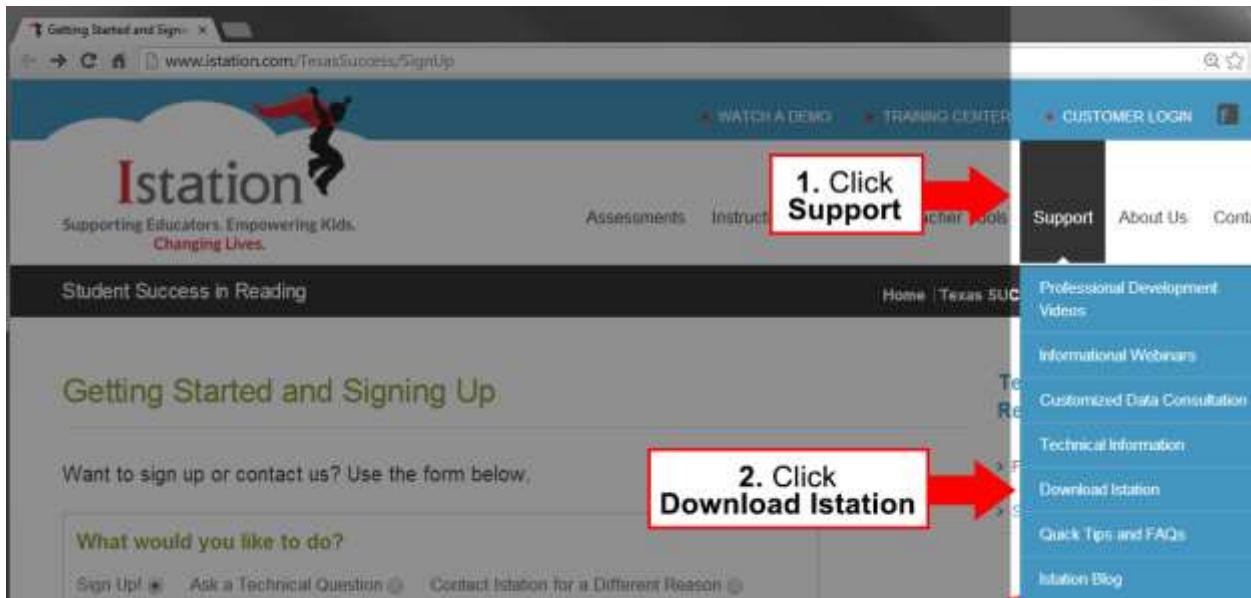 Getting Started and Sign
www.istation.com/TexasSuccess/SignUp
WATCH A DEMO
TRAINING CENTER
CUSTOMER LOGIN
Istation
Supporting Educators. Empowering Kids.
Changing Lives.
1. Click
Support
Assessments
Support
About Us
Student Success in Reading
Home
Texas SUC
Professional Development
Videos
Informational Webinars
Getting Started and Signing Up
Customized Data Consultation
Technical Information
Want to sign up or contact us? Use the form below.
2. Click
Download Istation
Download Istation
Quick Tips and FAQs
What would you like to do?
Sign Up!
Ask a Technical Question
Contact Istation for a Different Reason
Istation Blog